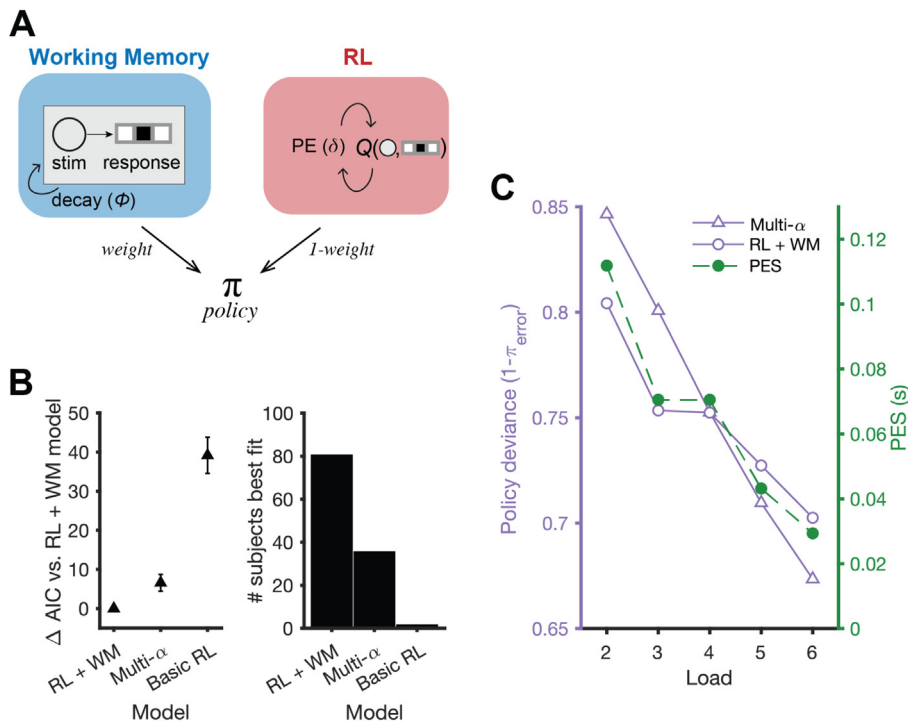 A
Working Memory
RL
stim
response
decay (Φ)
PE (δ)
Q( , )
weight
1-weight
π
policy
B
Δ AIC vs. RL + WM model
50
40
30
20
10
0
RL + WM
Multi-α
Basic RL
Model
# subjects best fit
100
80
60
40
20
0
RL + WM
Multi-α
Basic RL
Model
C
Policy deviance (1-πerror)
0.85
0.8
0.75
0.7
0.65
Multi-α
RL + WM
PES
0.12
0.1
0.08
0.06
0.04
0.02
0
PES (s)
2 3 4 5 6
Load